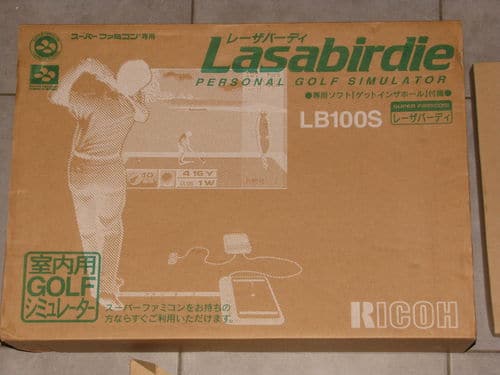 スーパーファミコン専用
レーザバーディ
Lasabirdie
PERSONAL GOLF SIMULATOR
●専用ソフト「ゲットインザホール」付属●
LB100S
SUPER FAMICOM
レーザバーディ
416Y
1W
室内用
GOLF
シミュレーター
スーパーファミコンをお持ちの
方ならすぐご利用いただけます。
RICOH